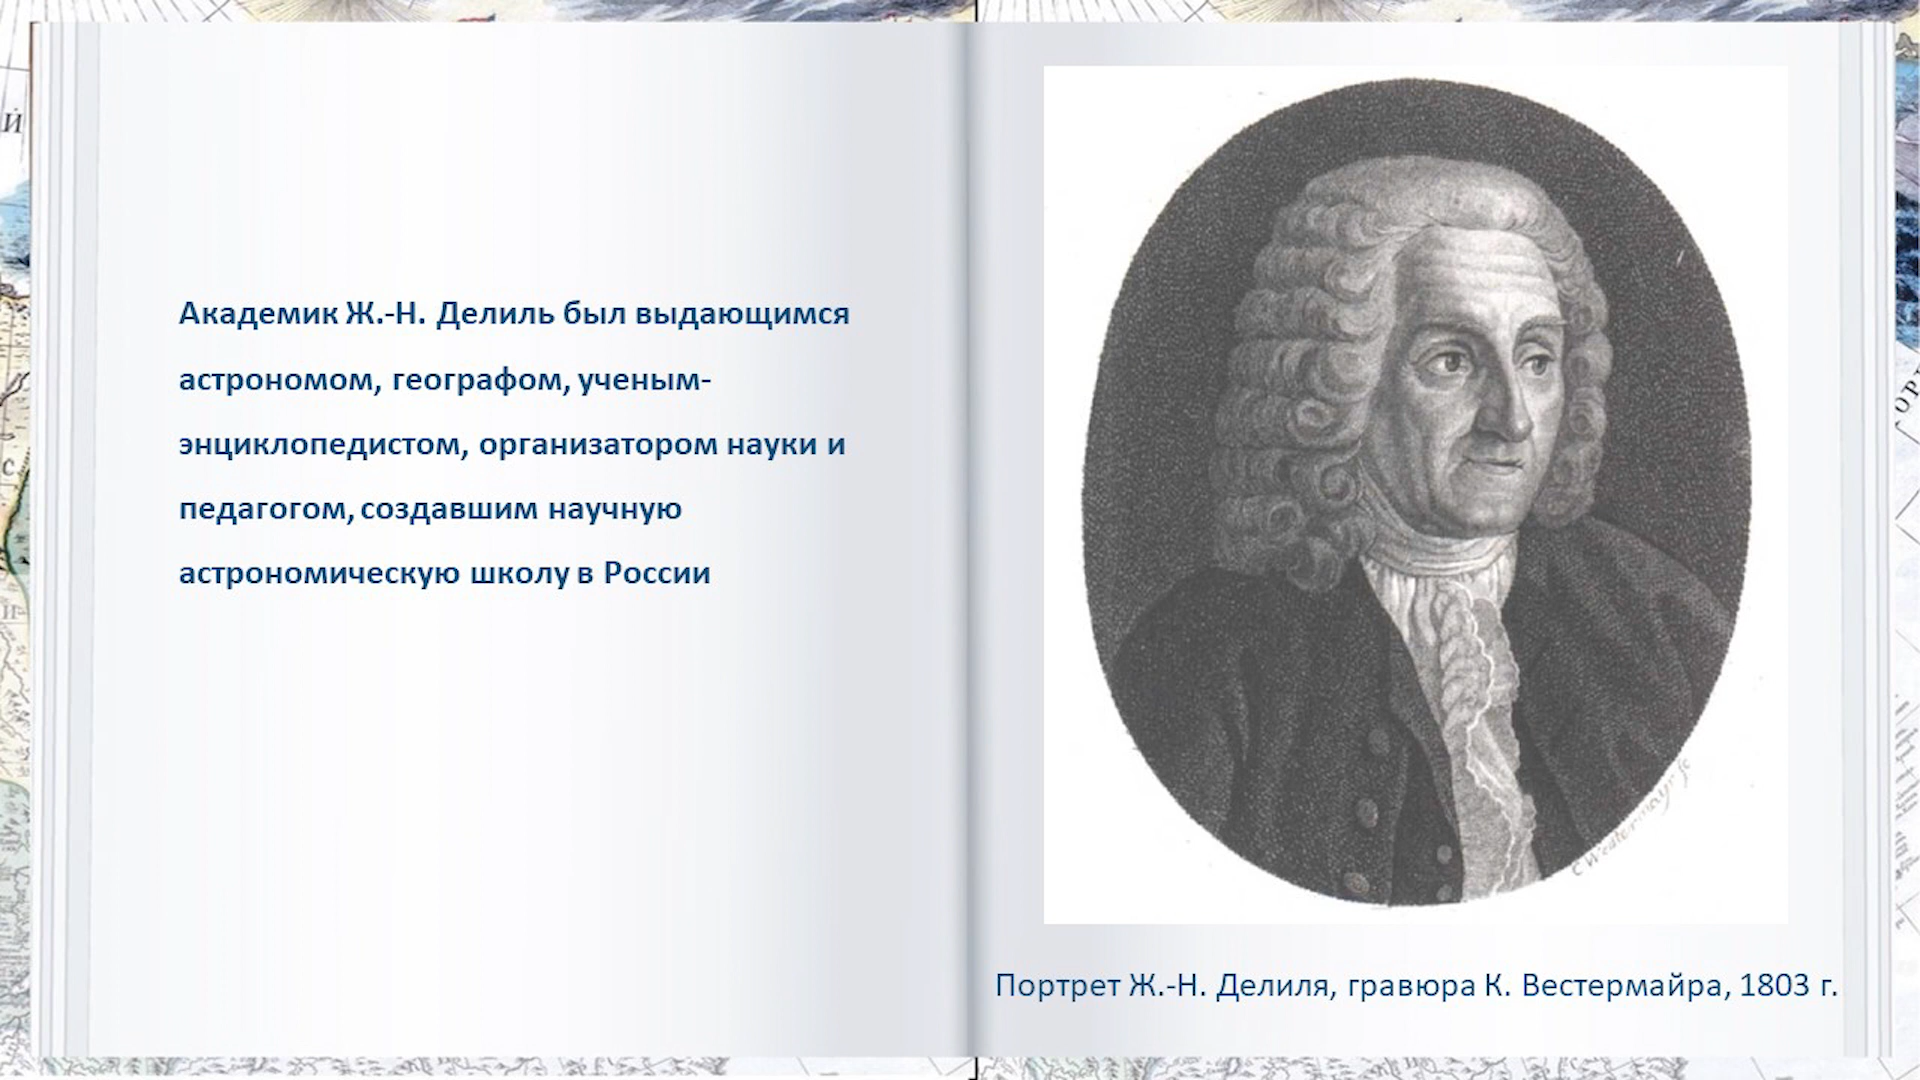 Академик Ж.-Н. Делиль был выдающимся
астрономом, географом, ученым-
энциклопедистом, организатором науки и
педагогом, создавшим научную
астрономическую школу в России
Портрет Ж.-Н. Делиля, гравюра К. Вестермайра, 1803 г.